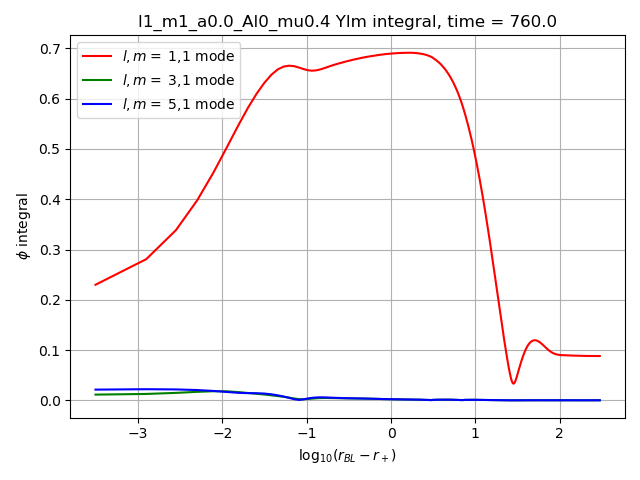 l1_m1_a0.0_Al0_mu0.4 Ylm integral, time = 760.0
l, m = 1,1 mode
l, m = 3,1 mode
l, m = 5,1 mode
0.7
0.6
0.5
0.4
0.3
0.2
0.1
0.0
ϕ integral
−3 −2 −1 0 1 2
log₁₀(r_BL − r₊)